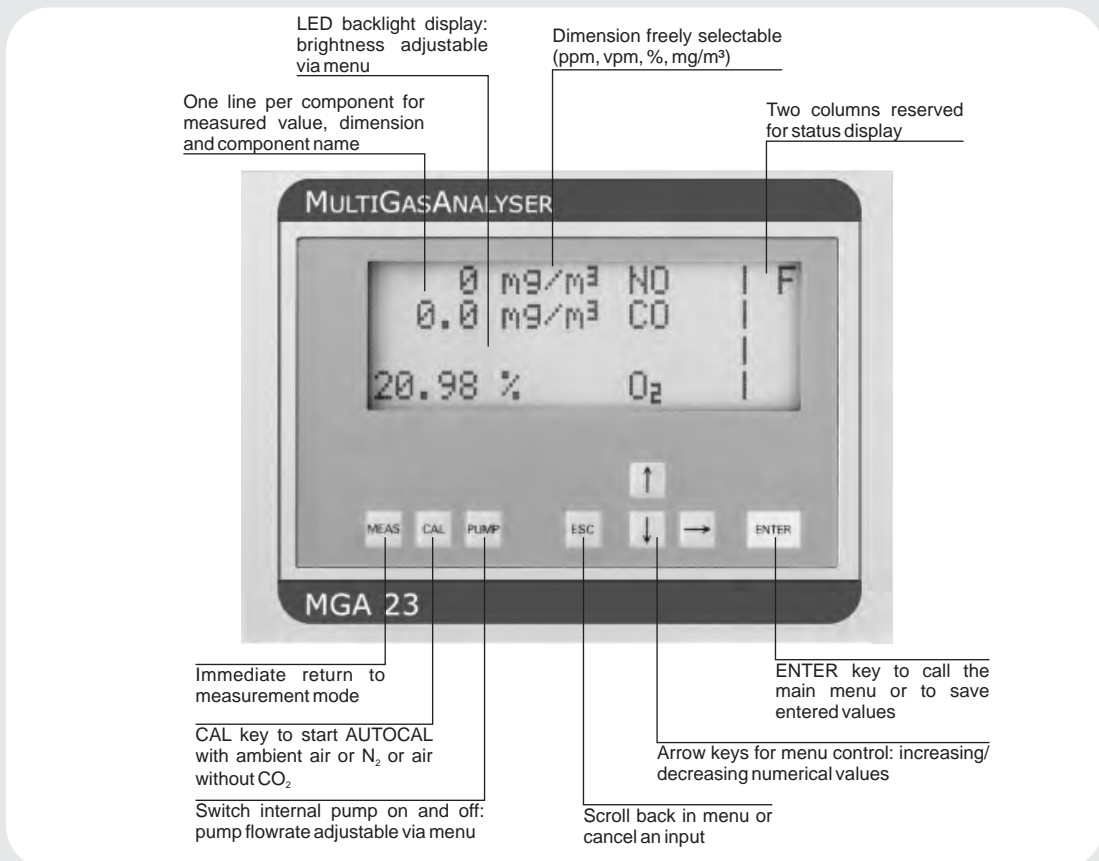 LED backlight display:
brightness adjustable
via menu
Dimension freely selectable
(ppm, vpm, %, mg/m³)
One line per component for
measured value, dimension
and component name
Two columns reserved
for status display
MULTIGASANALYSER
0 mg/m³ NO | F
0.0 mg/m³ CO |
|
20.98 % O₂ |
↑
MEAS CAL PUMP ESC ↓ → ENTER
MGA 23
Immediate return to
measurement mode
ENTER key to call the
main menu or to save
entered values
CAL key to start AUTOCAL
with ambient air or N₂ or air
without CO₂
Arrow keys for menu control: increasing/
decreasing numerical values
Switch internal pump on and off:
pump flowrate adjustable via menu
Scroll back in menu or
cancel an input